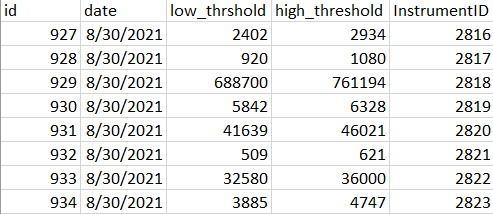 id date low_thrshold high_threshold InstrumentID
927 8/30/2021 2402 2934 2816
928 8/30/2021 920 1080 2817
929 8/30/2021 688700 761194 2818
930 8/30/2021 5842 6328 2819
931 8/30/2021 41639 46021 2820
932 8/30/2021 509 621 2821
933 8/30/2021 32580 36000 2822
934 8/30/2021 3885 4747 2823